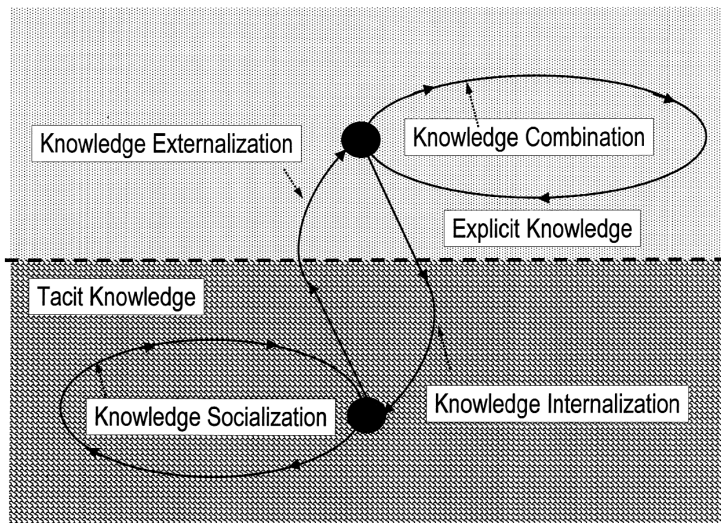 Knowledge Externalization
Knowledge Combination
Explicit Knowledge
Tacit Knowledge
Knowledge Socialization
Knowledge Internalization